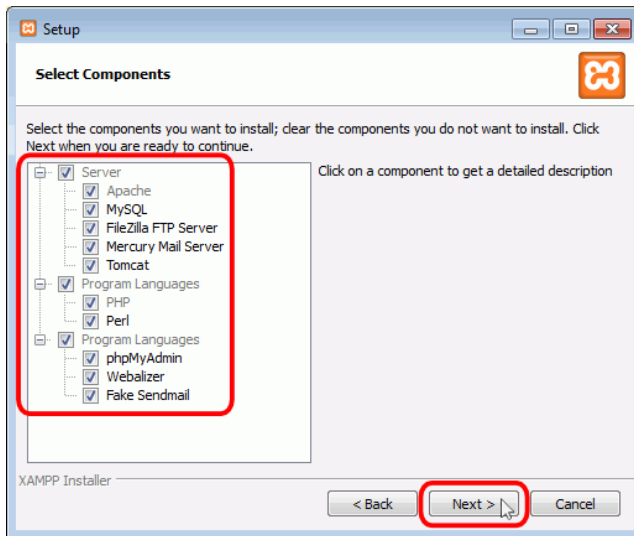 Setup
Select Components
Select the components you want to install; clear the components you do not want to install. Click
Next when you are ready to continue.
Server
Apache
MySQL
FileZilla FTP Server
Mercury Mail Server
Tomcat
Program Languages
PHP
Perl
Program Languages
phpMyAdmin
Webalizer
Fake Sendmail
Click on a component to get a detailed description
XAMPP Installer
< Back
Next >
Cancel